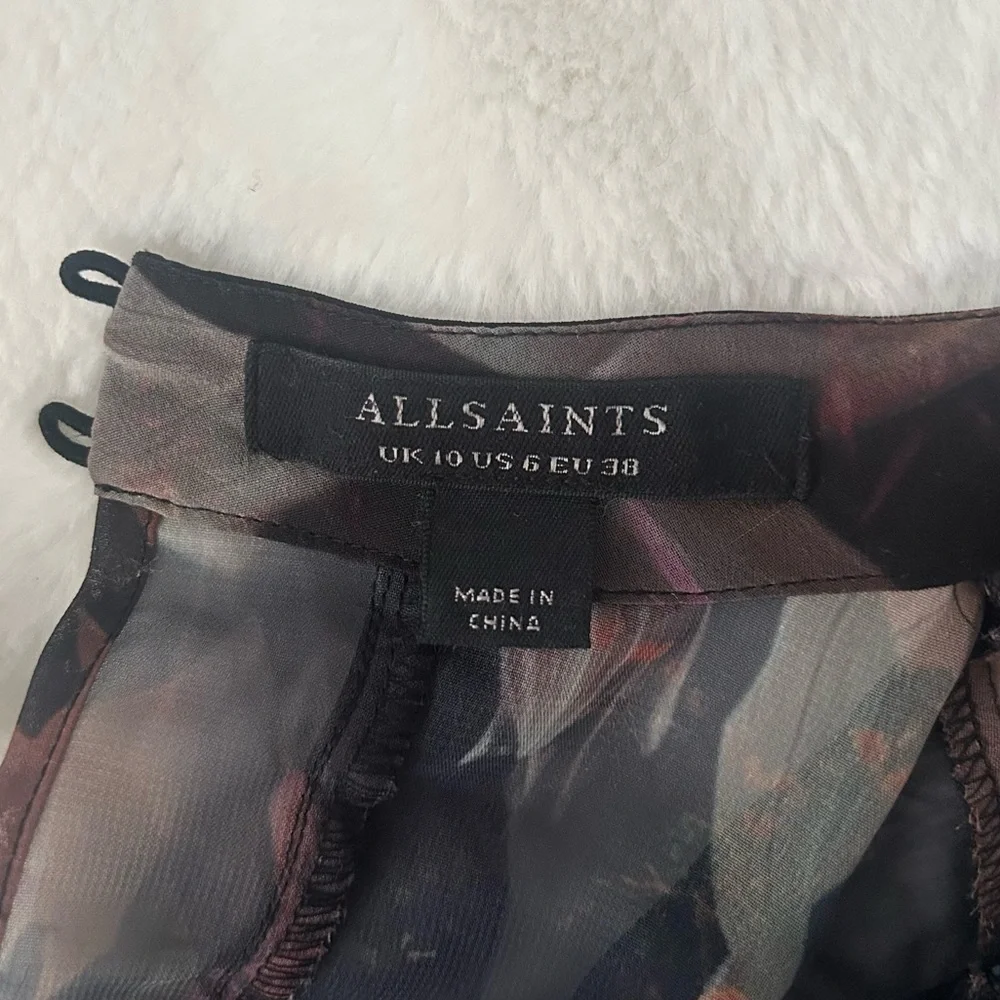 ALLSAINTS
UK 10 US 6 EU 38
MADE IN
CHINA